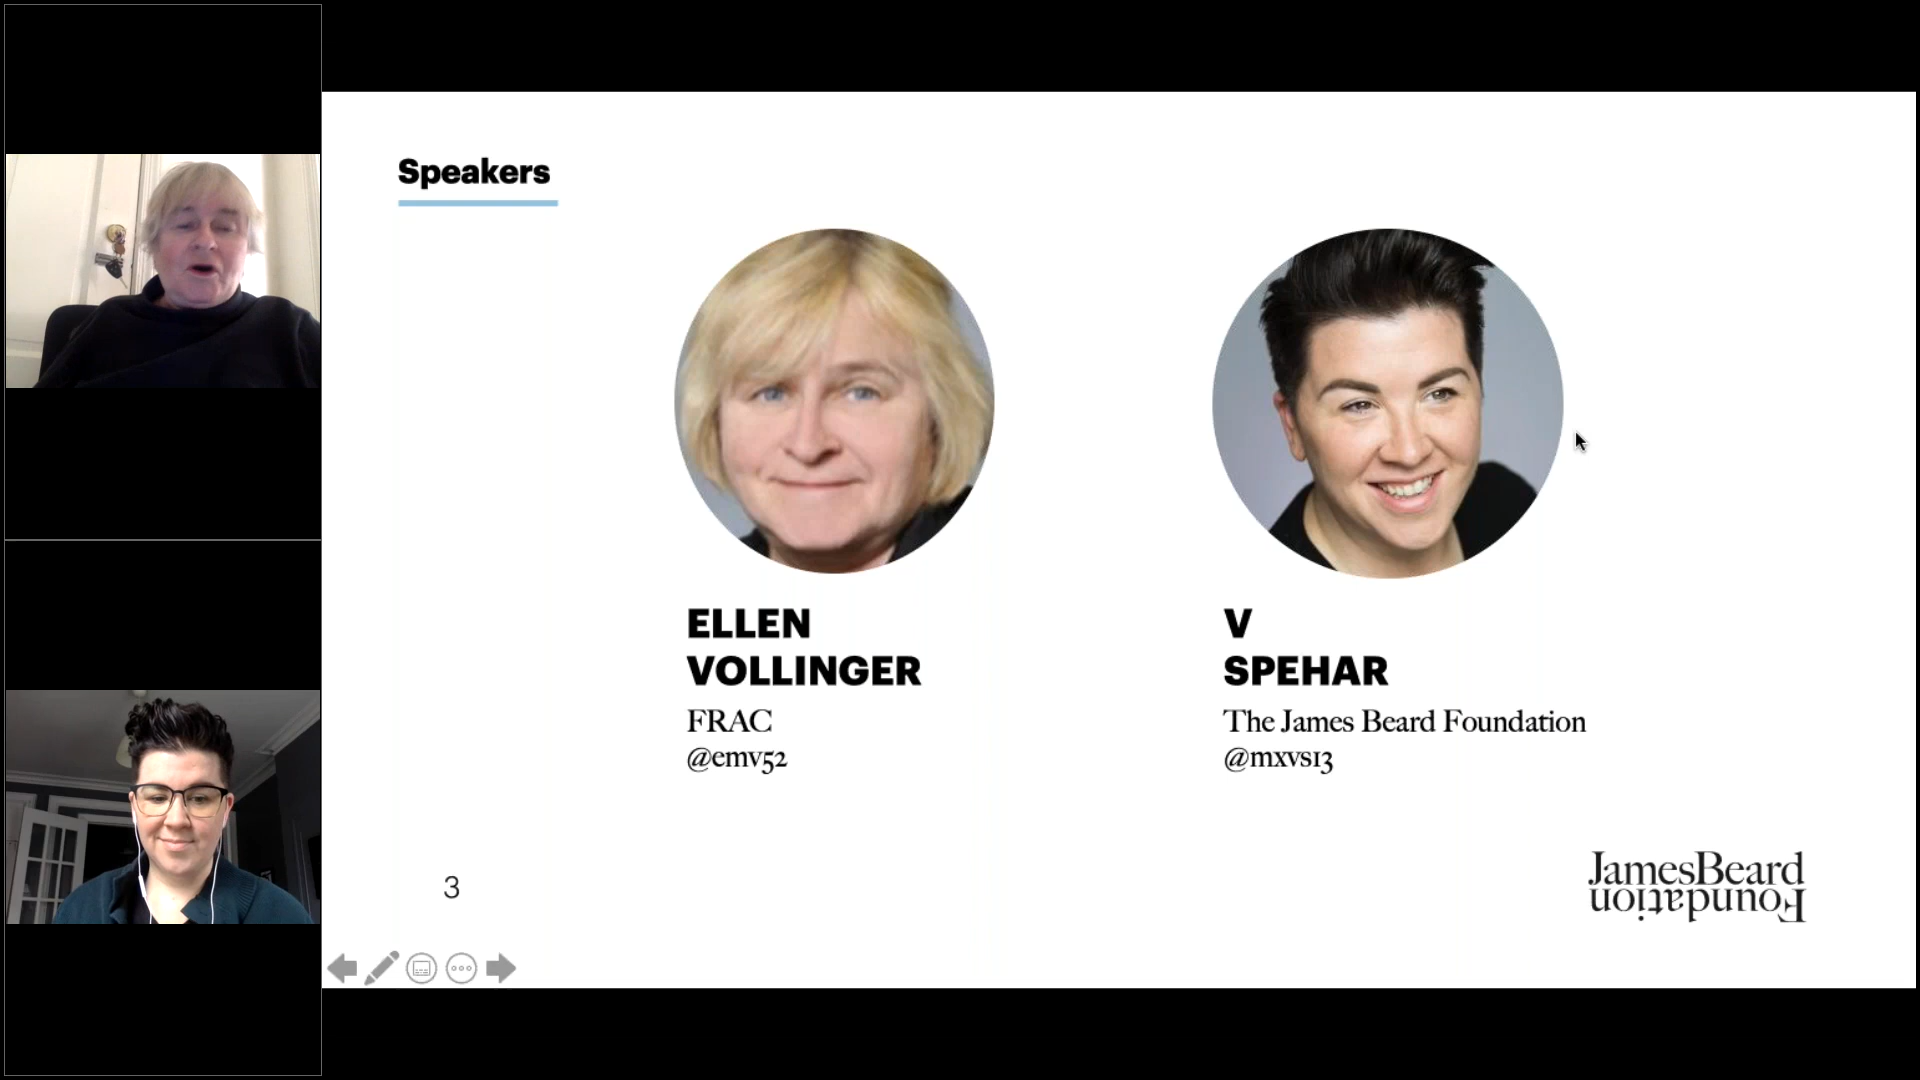 Speakers
ELLEN
VOLLINGER
FRAC
@emv52
V
SPEHAR
The James Beard Foundation
@mxvs13
3
JamesBeard
Foundation